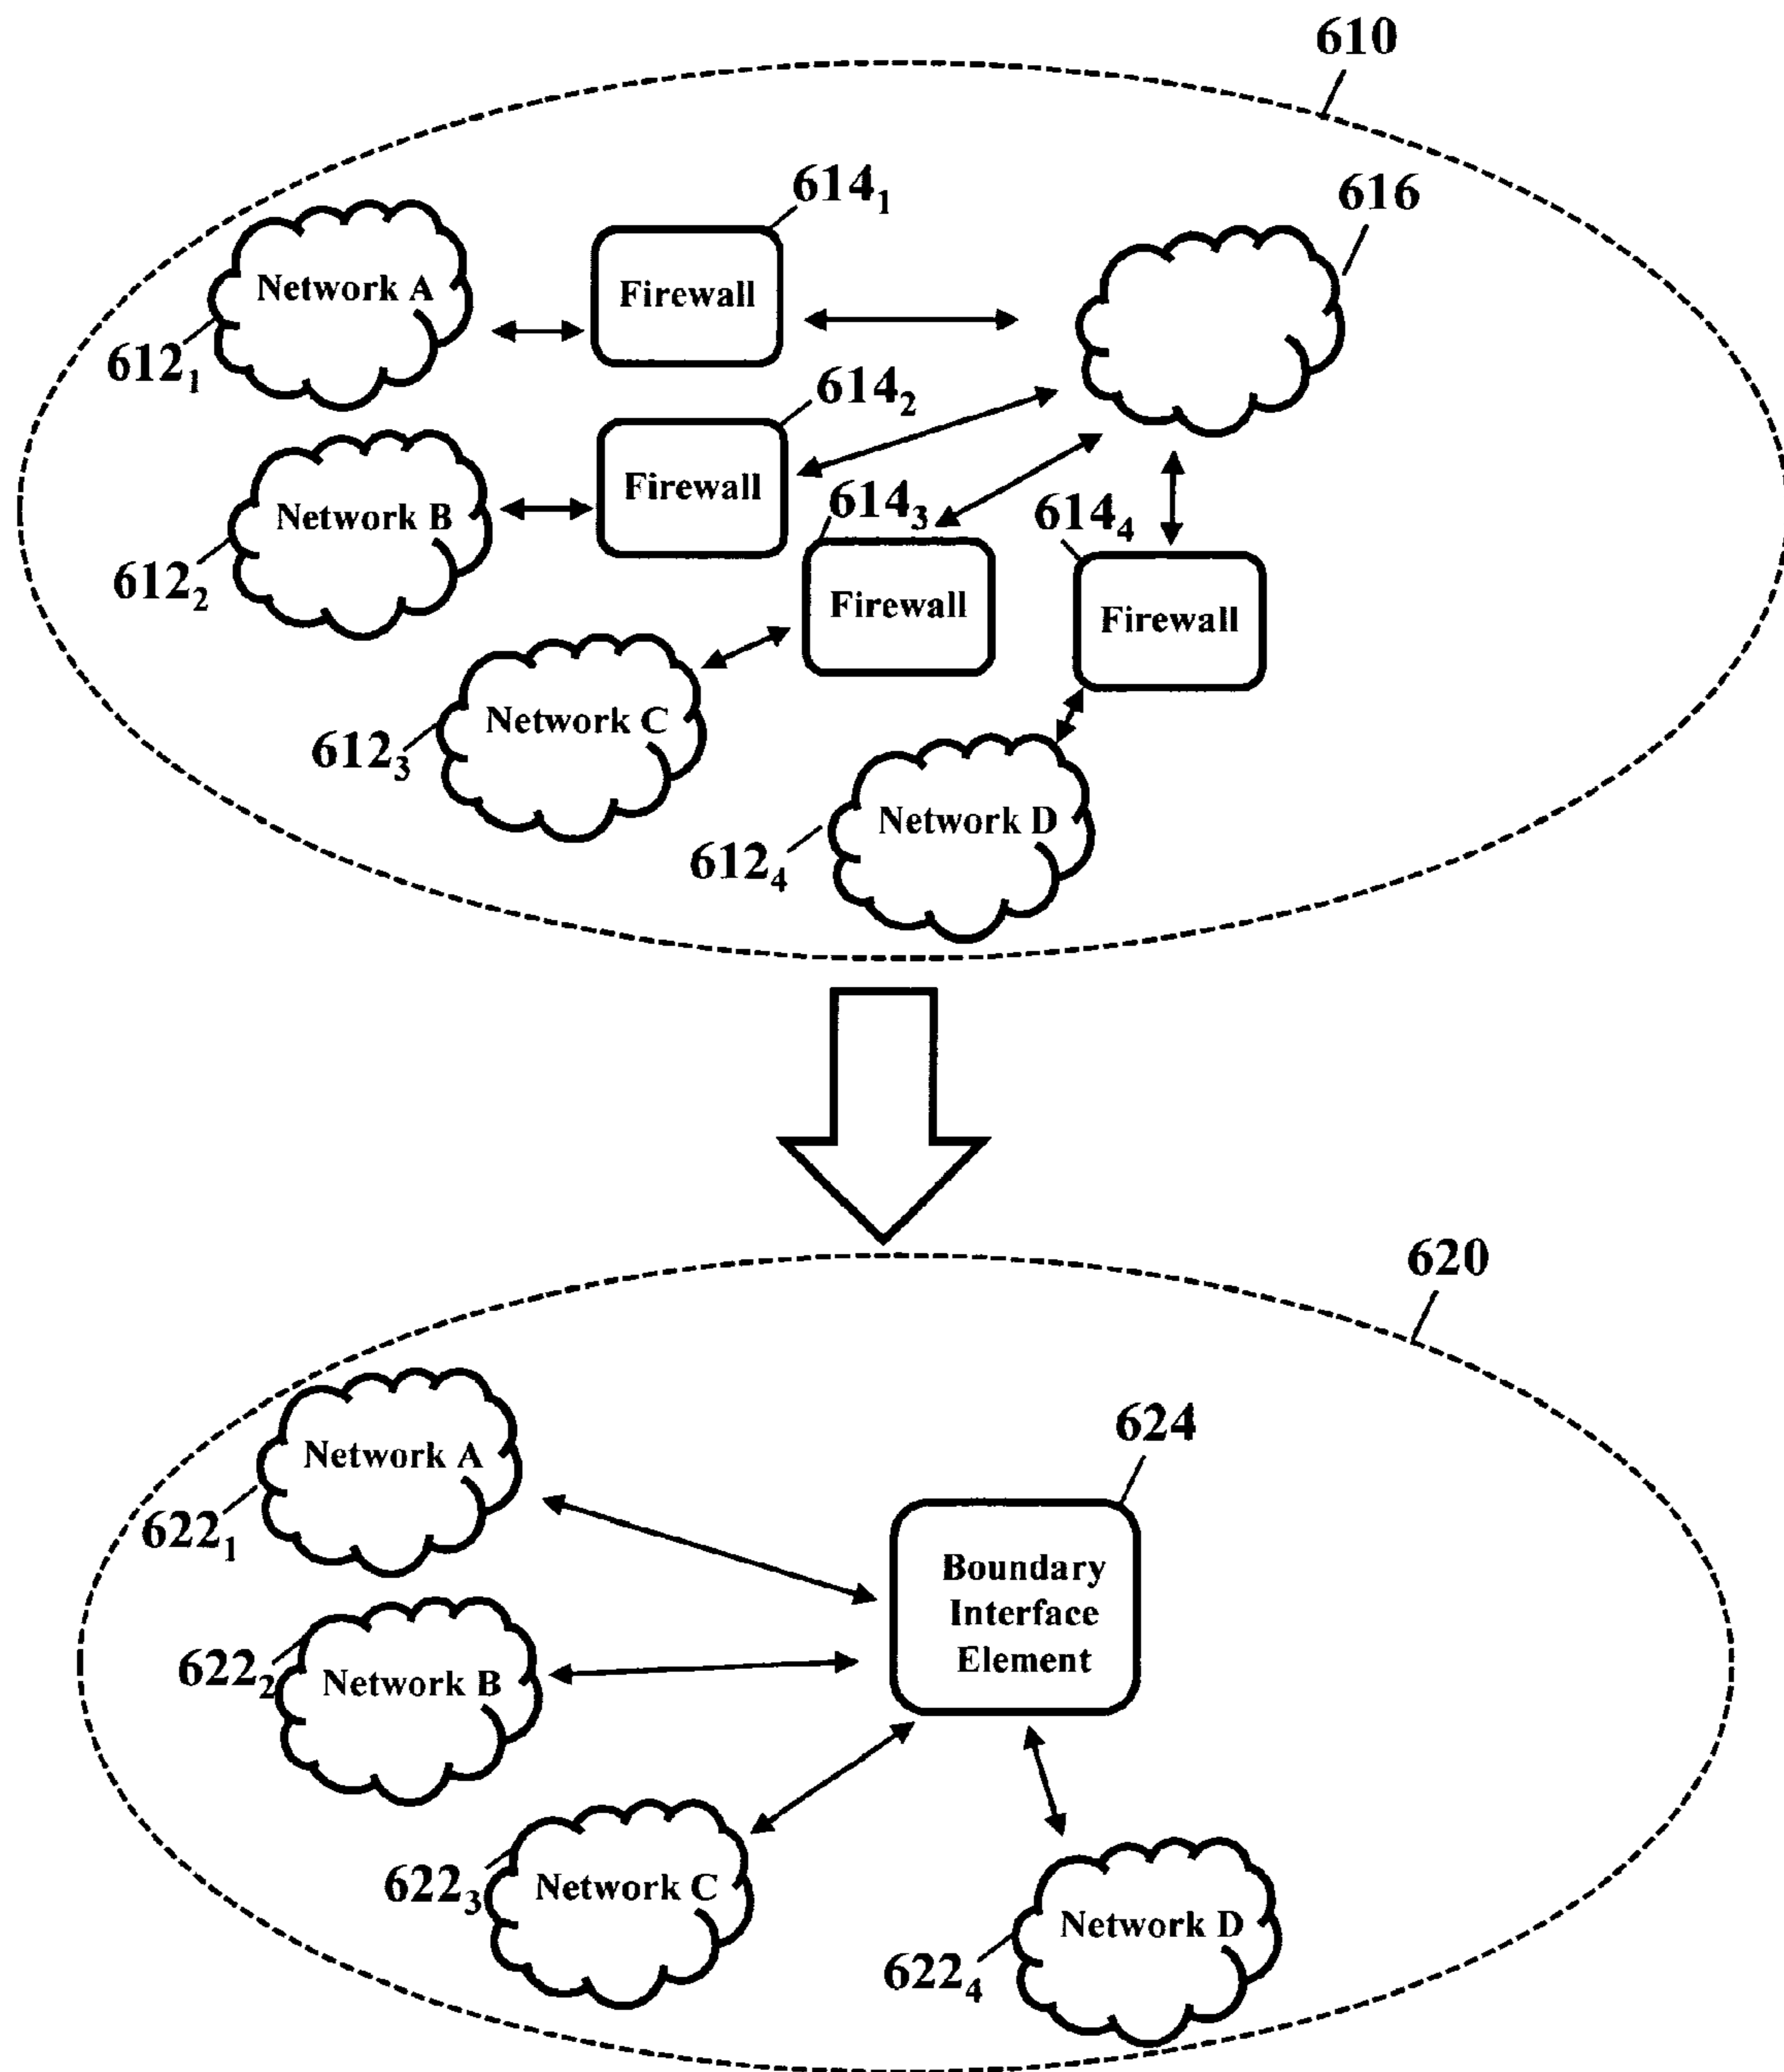 610
614₁
616
Network A
Firewall
612₁
614₂
Network B
Firewall
614₃
614₄
612₂
Firewall
Firewall
Network C
612₃
Network D
612₄
620
624
Network A
622₁
Boundary
Interface
Element
622₂
Network B
622₃
Network C
Network D
622₄